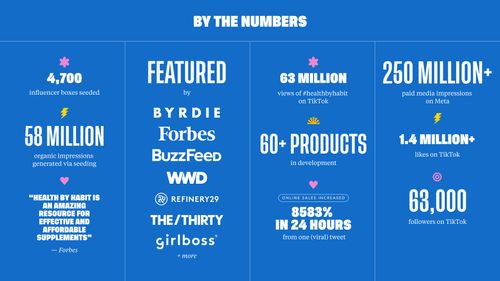 BY THE NUMBERS
4,700
influencer boxes seeded
58 MILLION
organic impressions
generated via seeding
"HEALTH BY HABIT IS
AN AMAZING
RESOURCE FOR
EFFECTIVE AND
AFFORDABLE
SUPPLEMENTS"
— Forbes
FEATURED
by
BYRDIE
Forbes
BuzzFeed
WWD
R29 REFINERY29
THE/THIRTY
girlboss
+ more
63 MILLION
views of #healthbyhabit
on TikTok
60+ PRODUCTS
in development
ONLINE SALES INCREASED
8583%
IN 24 HOURS
from one (viral) tweet
250 MILLION+
paid media impressions
on Meta
1.4 MILLION+
likes on TikTok
63,000
followers on TikTok